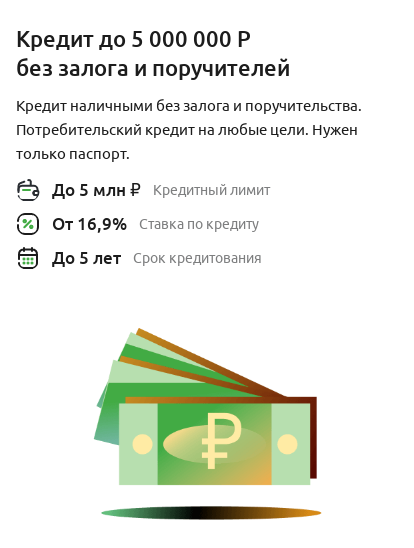 Кредит до 5 000 000 Р
без залога и поручителей
Кредит наличными без залога и поручительства.
Потребительский кредит на любые цели. Нужен
только паспорт.
До 5 млн ₽ Кредитный лимит
От 16,9% Ставка по кредиту
До 5 лет Срок кредитования
₽